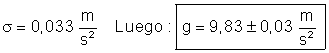 σ = 0,033 m/s² Luego : g = 9,83 ± 0,03 m/s²